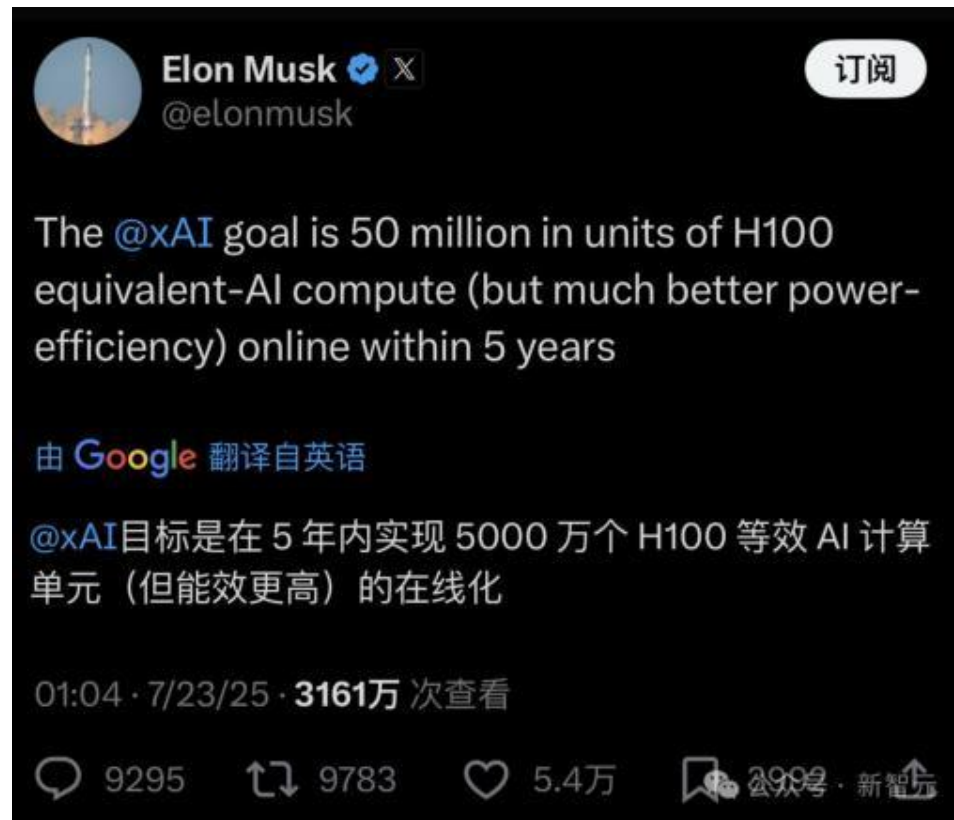 Elon Musk
订阅
@elonmusk
The @xAI goal is 50 million in units of H100
equivalent-AI compute (but much better power-
efficiency) online within 5 years
由 Google 翻译自英语
@xAI目标是在 5 年内实现 5000 万个 H100 等效 AI 计算
单元（但能效更高）的在线化
01:04 · 7/23/25 · 3161万 次查看
9295 9783 5.4万
公众号 · 新智元